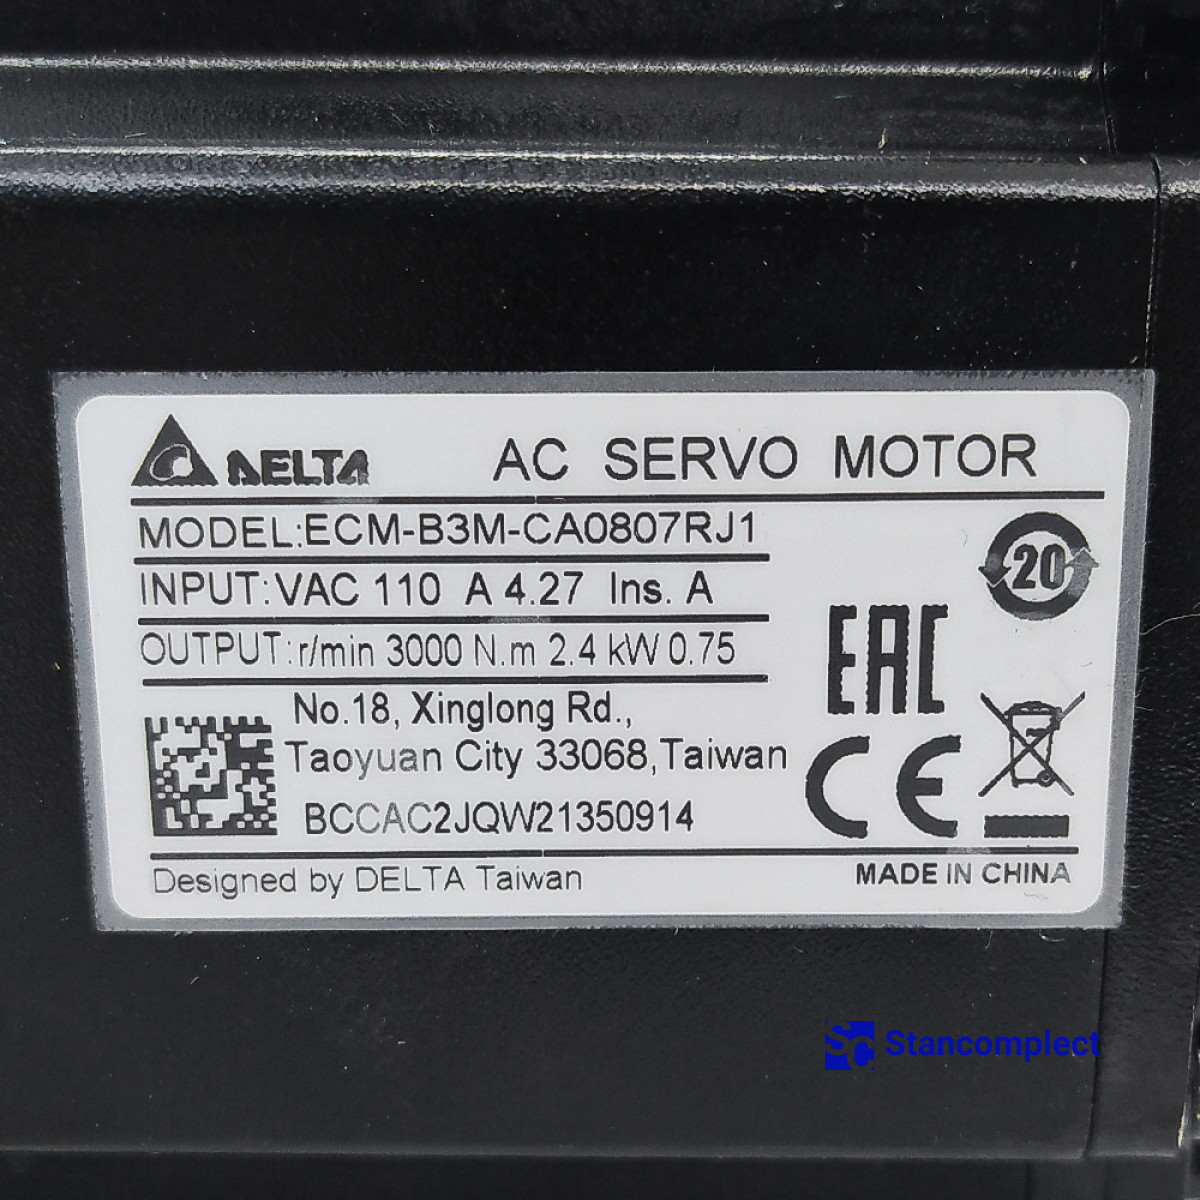 DELTA AC SERVO MOTOR
MODEL:ECM-B3M-CA0807RJ1
INPUT:VAC 110 A 4.27 Ins. A
OUTPUT:r/min 3000 N.m 2.4 kW 0.75
20
EAC
No.18, Xinglong Rd.,
Taoyuan City 33068,Taiwan
BCCAC2JQW21350914
CE
Designed by DELTA Taiwan MADE IN CHINA
Sc Stancomplect